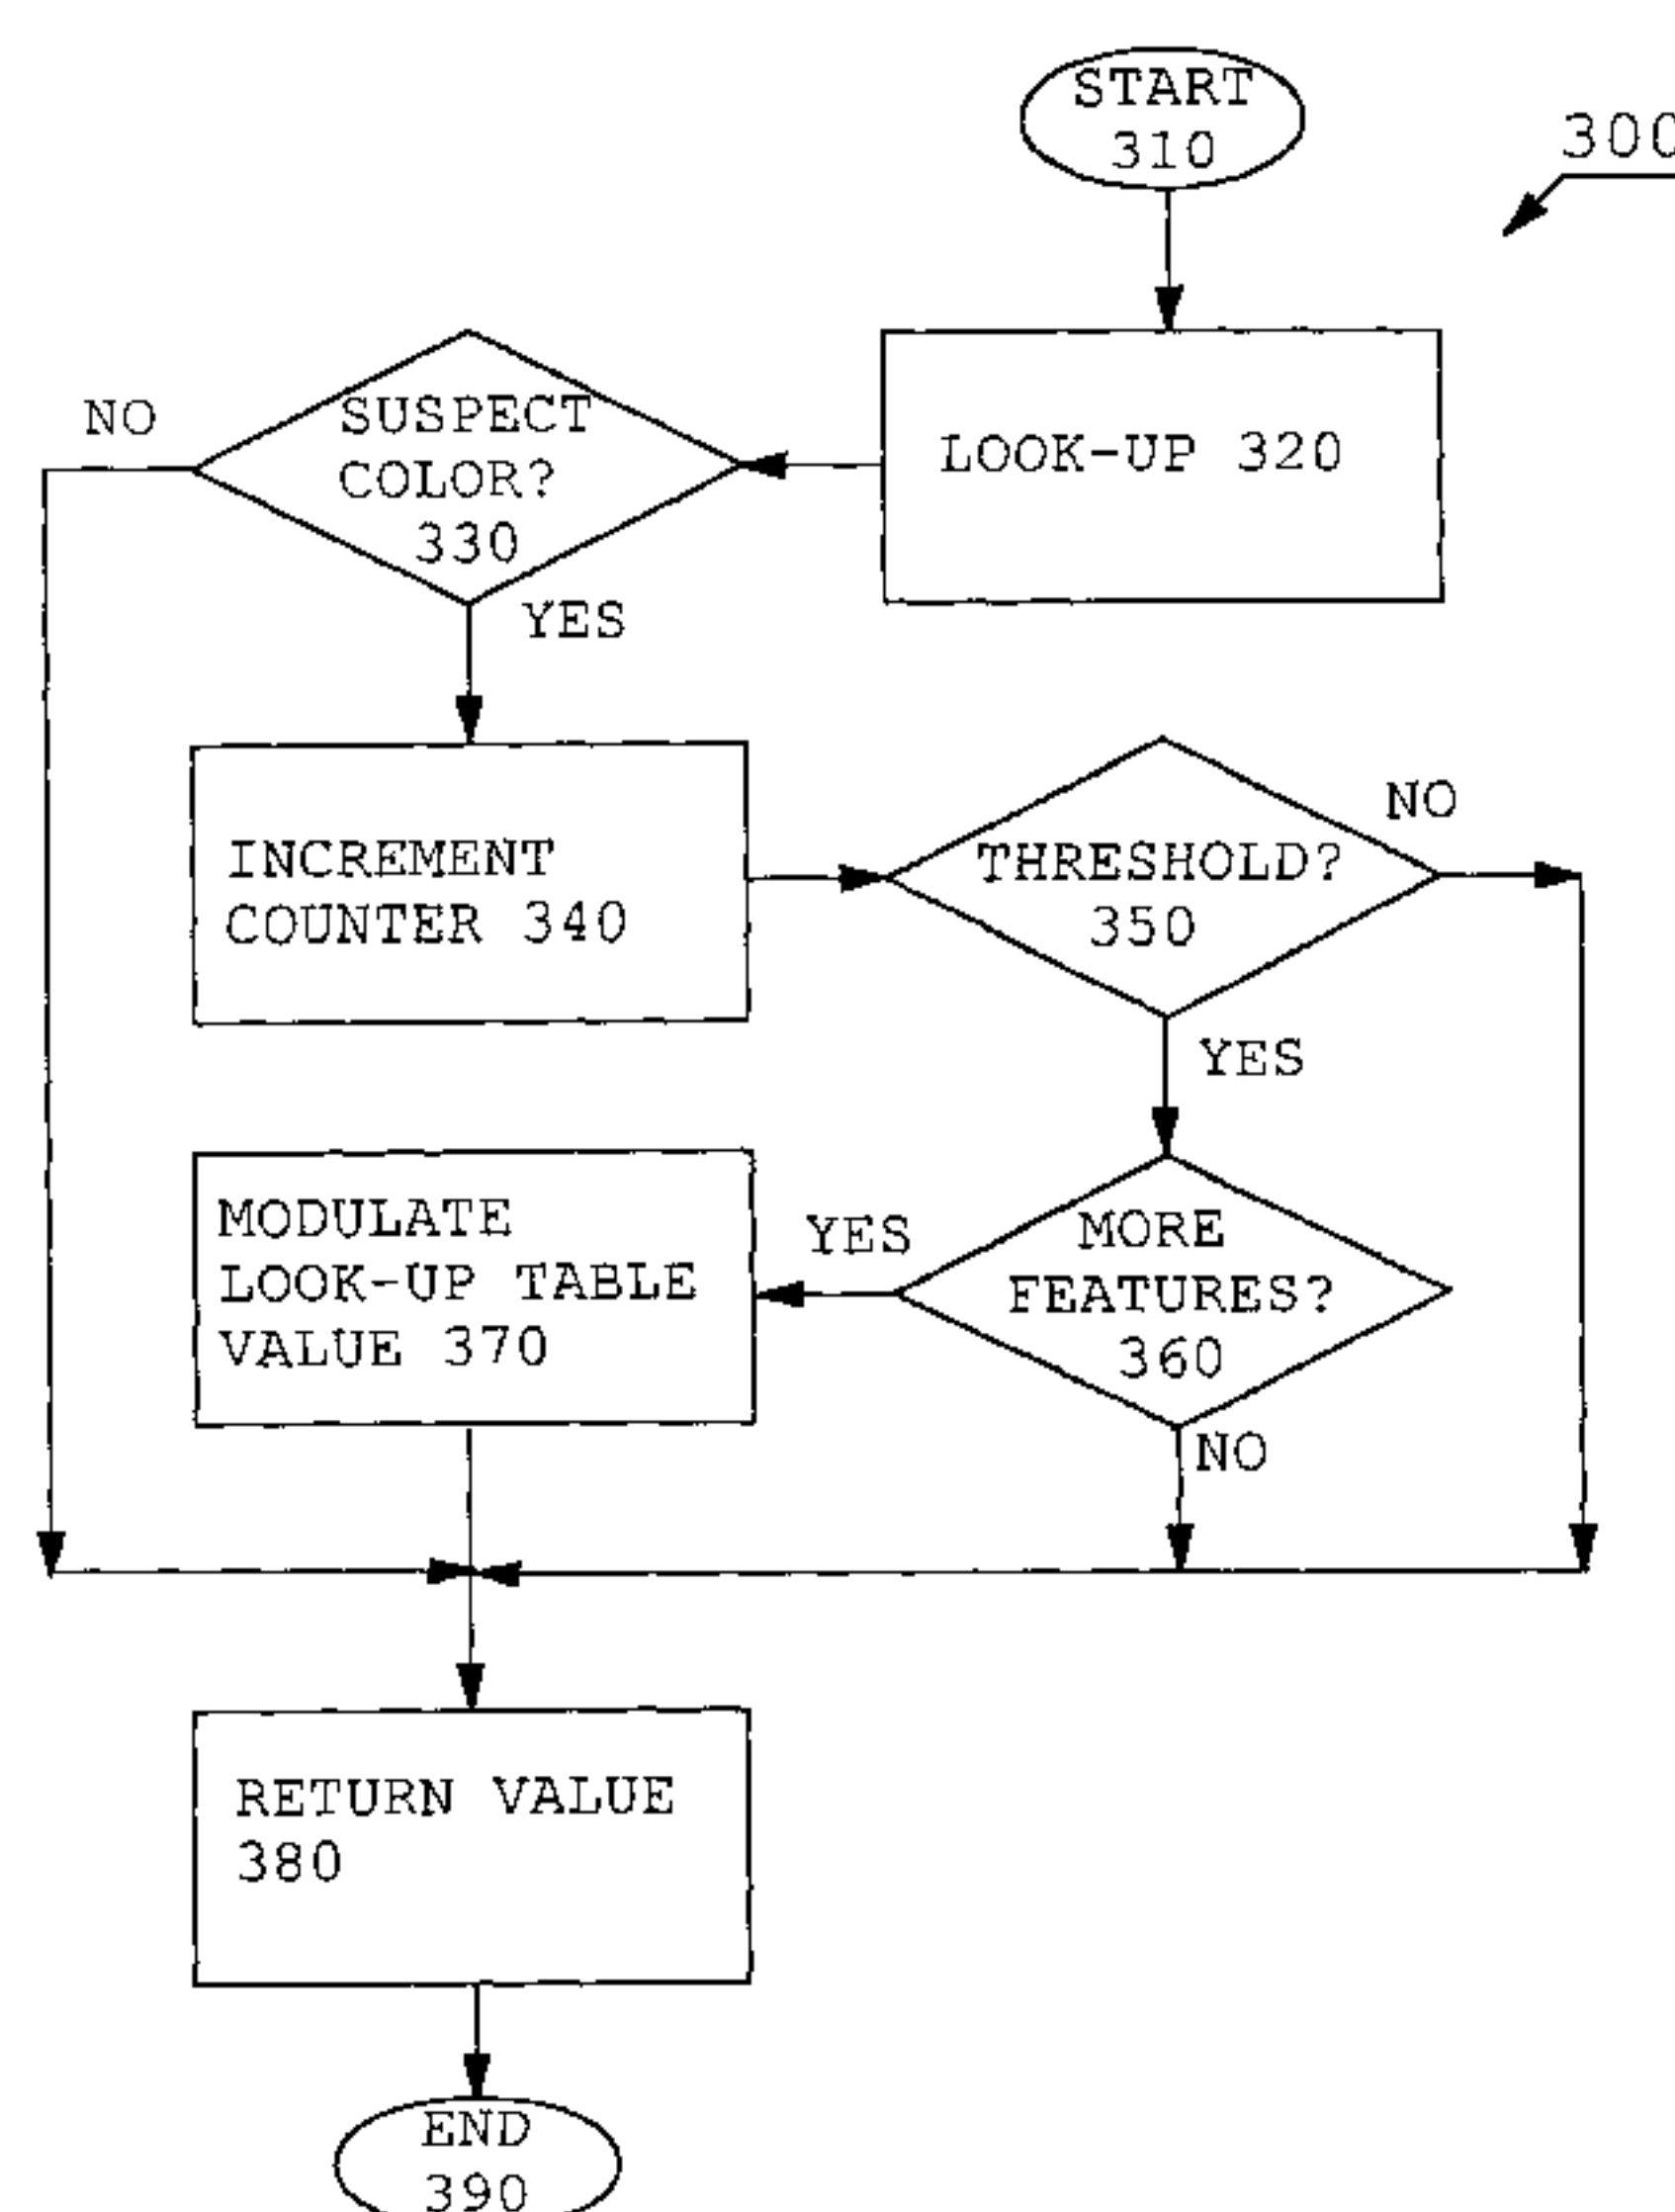 START
310
300
NO
SUSPECT
COLOR?
330
LOOK-UP 320
YES
INCREMENT
COUNTER 340
THRESHOLD?
350
NO
YES
MODULATE
LOOK-UP TABLE
VALUE 370
YES
MORE
FEATURES?
360
NO
RETURN VALUE
380
END
390